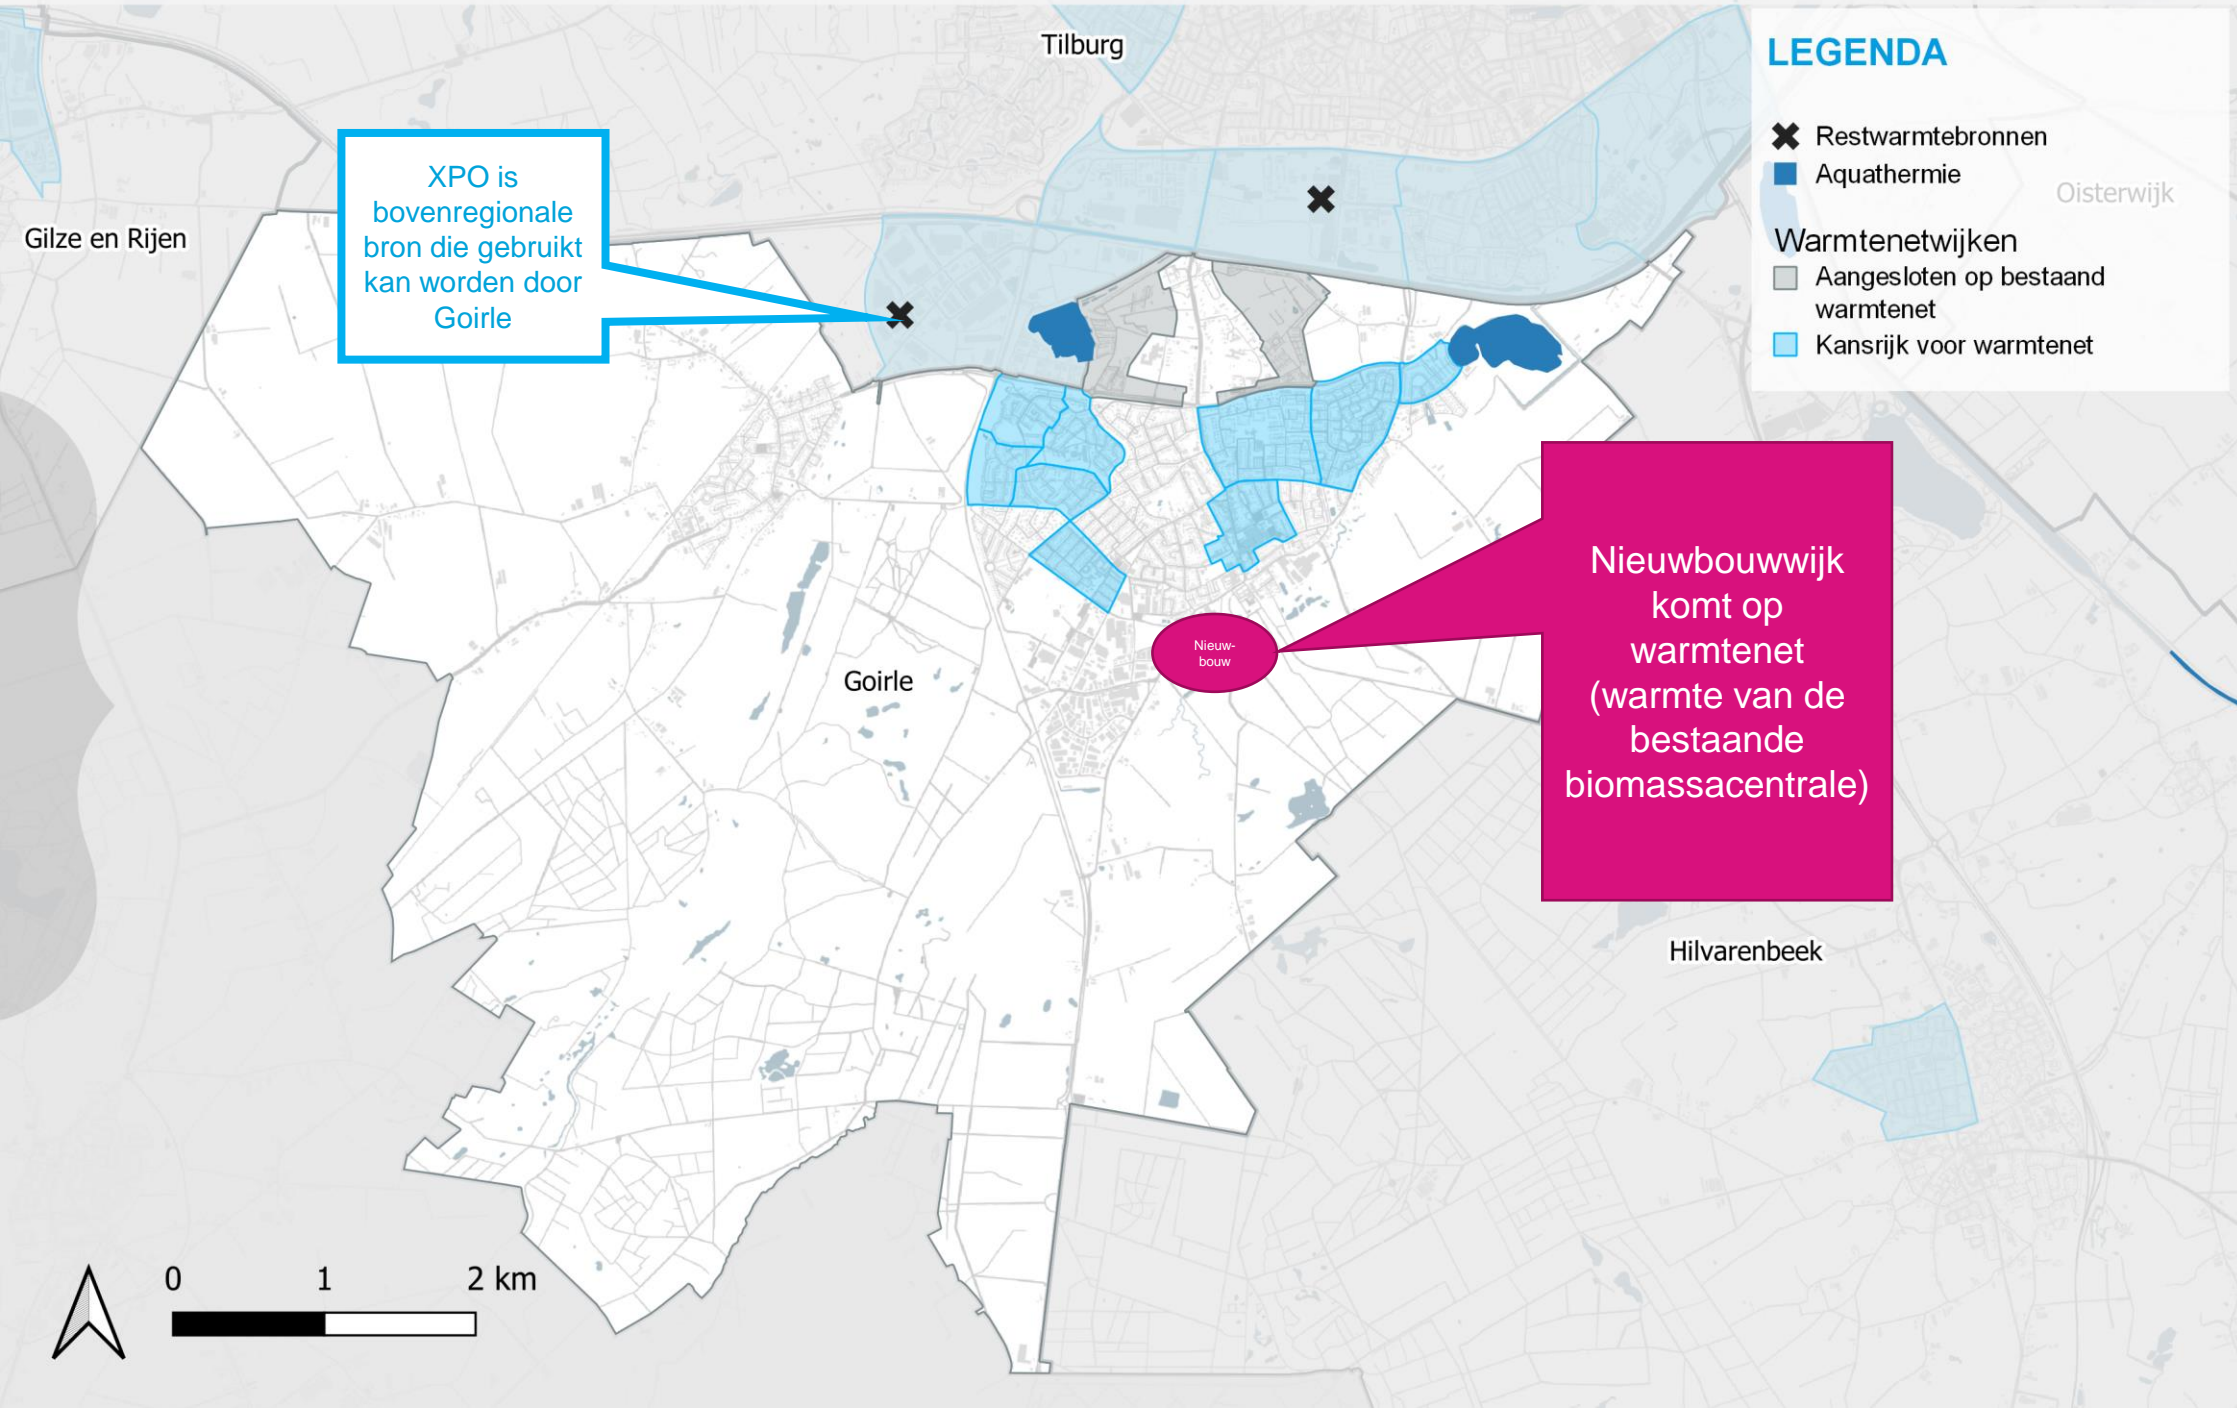 Tilburg
LEGENDA
Restwarmtebronnen
Aquathermie
Oisterwijk
Warmtenetwijken
Aangesloten op bestaand
warmtenet
Kansrijk voor warmtenet
XPO is
bovenregionale
bron die gebruikt
kan worden door
Goirle
Gilze en Rijen
Nieuwbouwwijk
komt op
warmtenet
(warmte van de
bestaande
biomassacentrale)
Nieuw-
bouw
Goirle
Hilvarenbeek
0 1 2 km